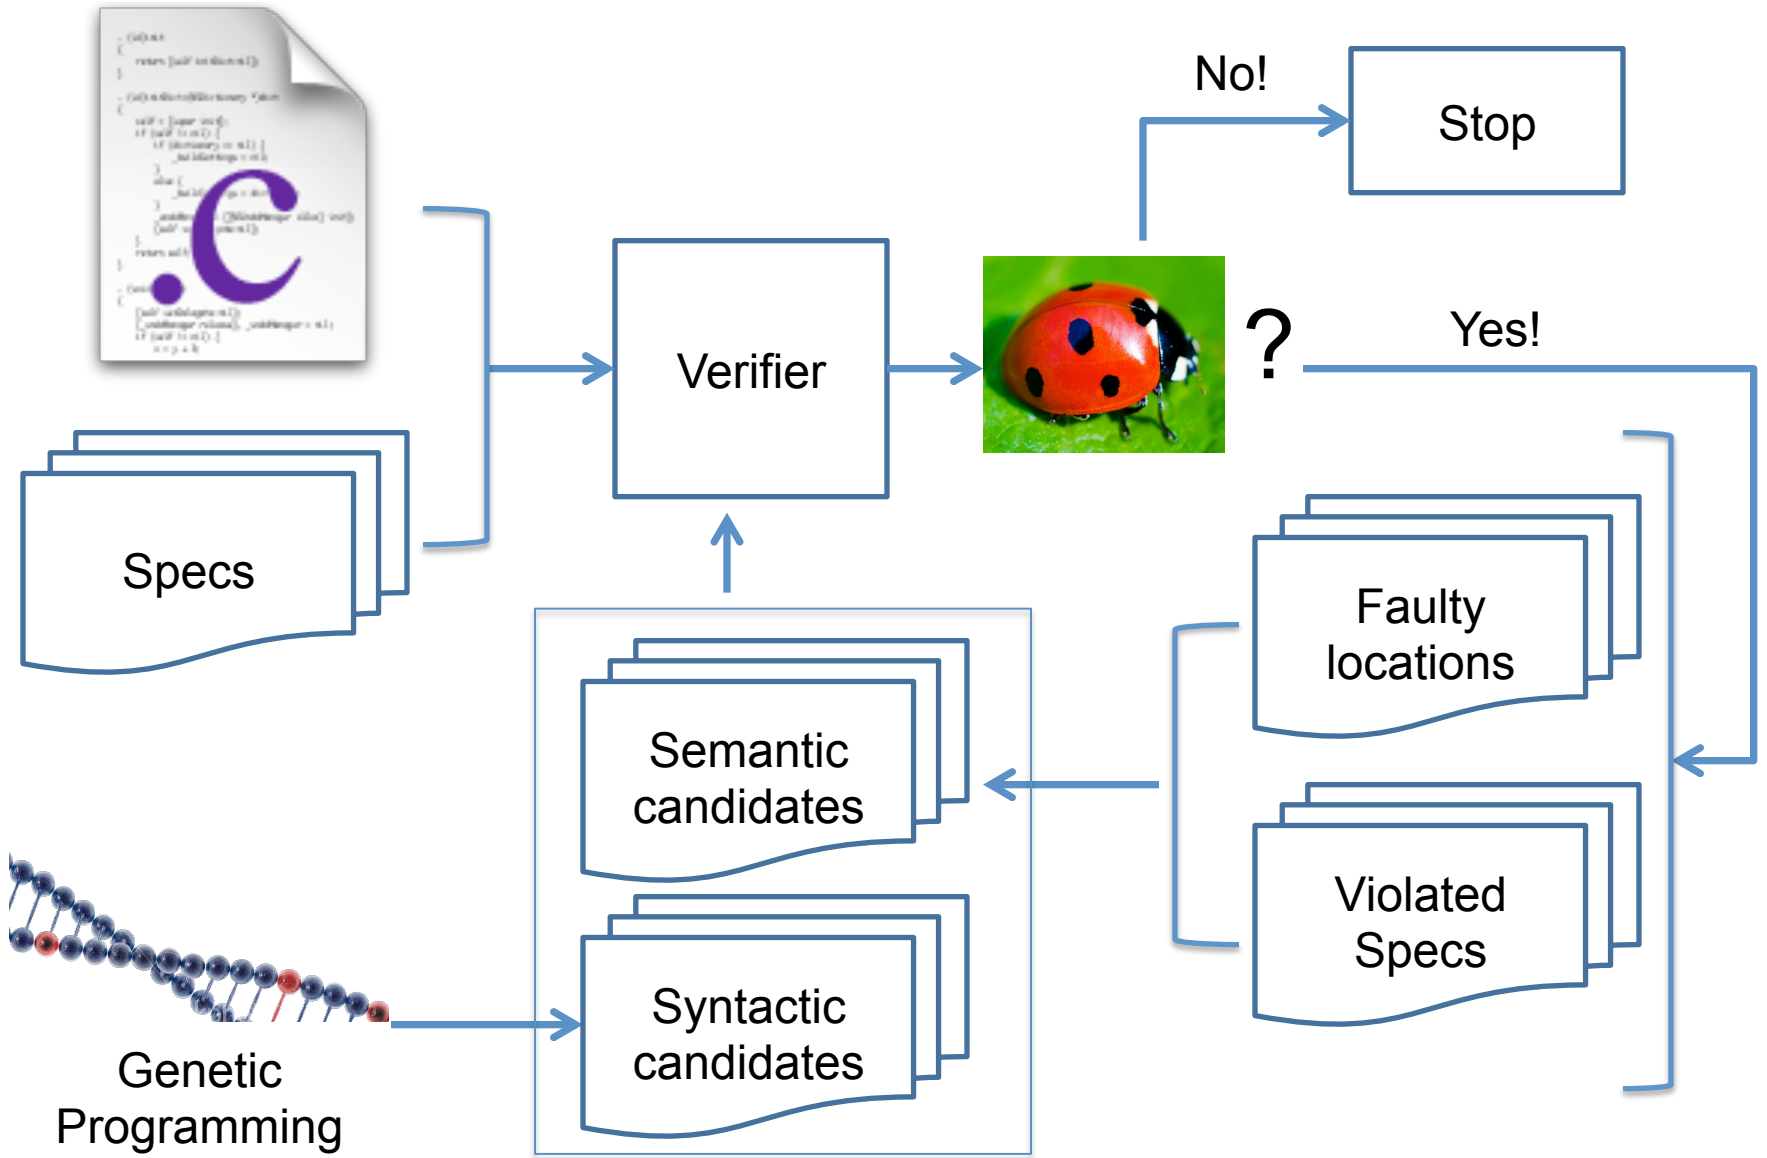 .c
No!
Stop
Verifier
?
Yes!
Specs
Faulty
locations
Semantic
candidates
Violated
Specs
Syntactic
candidates
Genetic
Programming